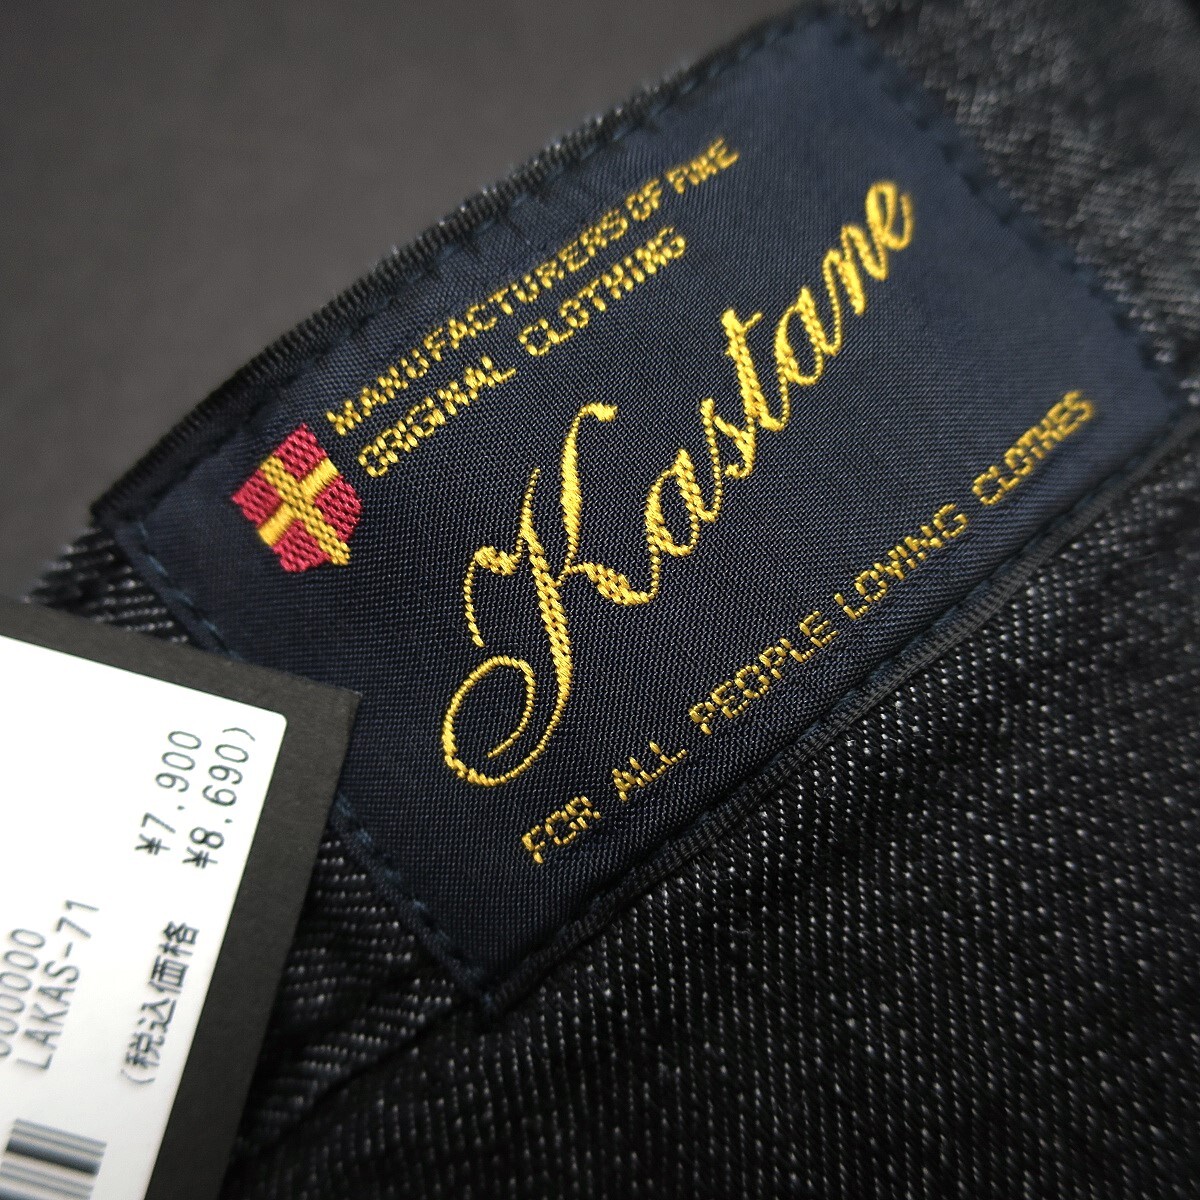 MANUFACTURERS OF FINE
ORIGINAL CLOTHING
Kastane
FOR ALL PEOPLE LOVING CLOTHES
¥7,900
(税込価格 ¥8,690)
LAKAS-71